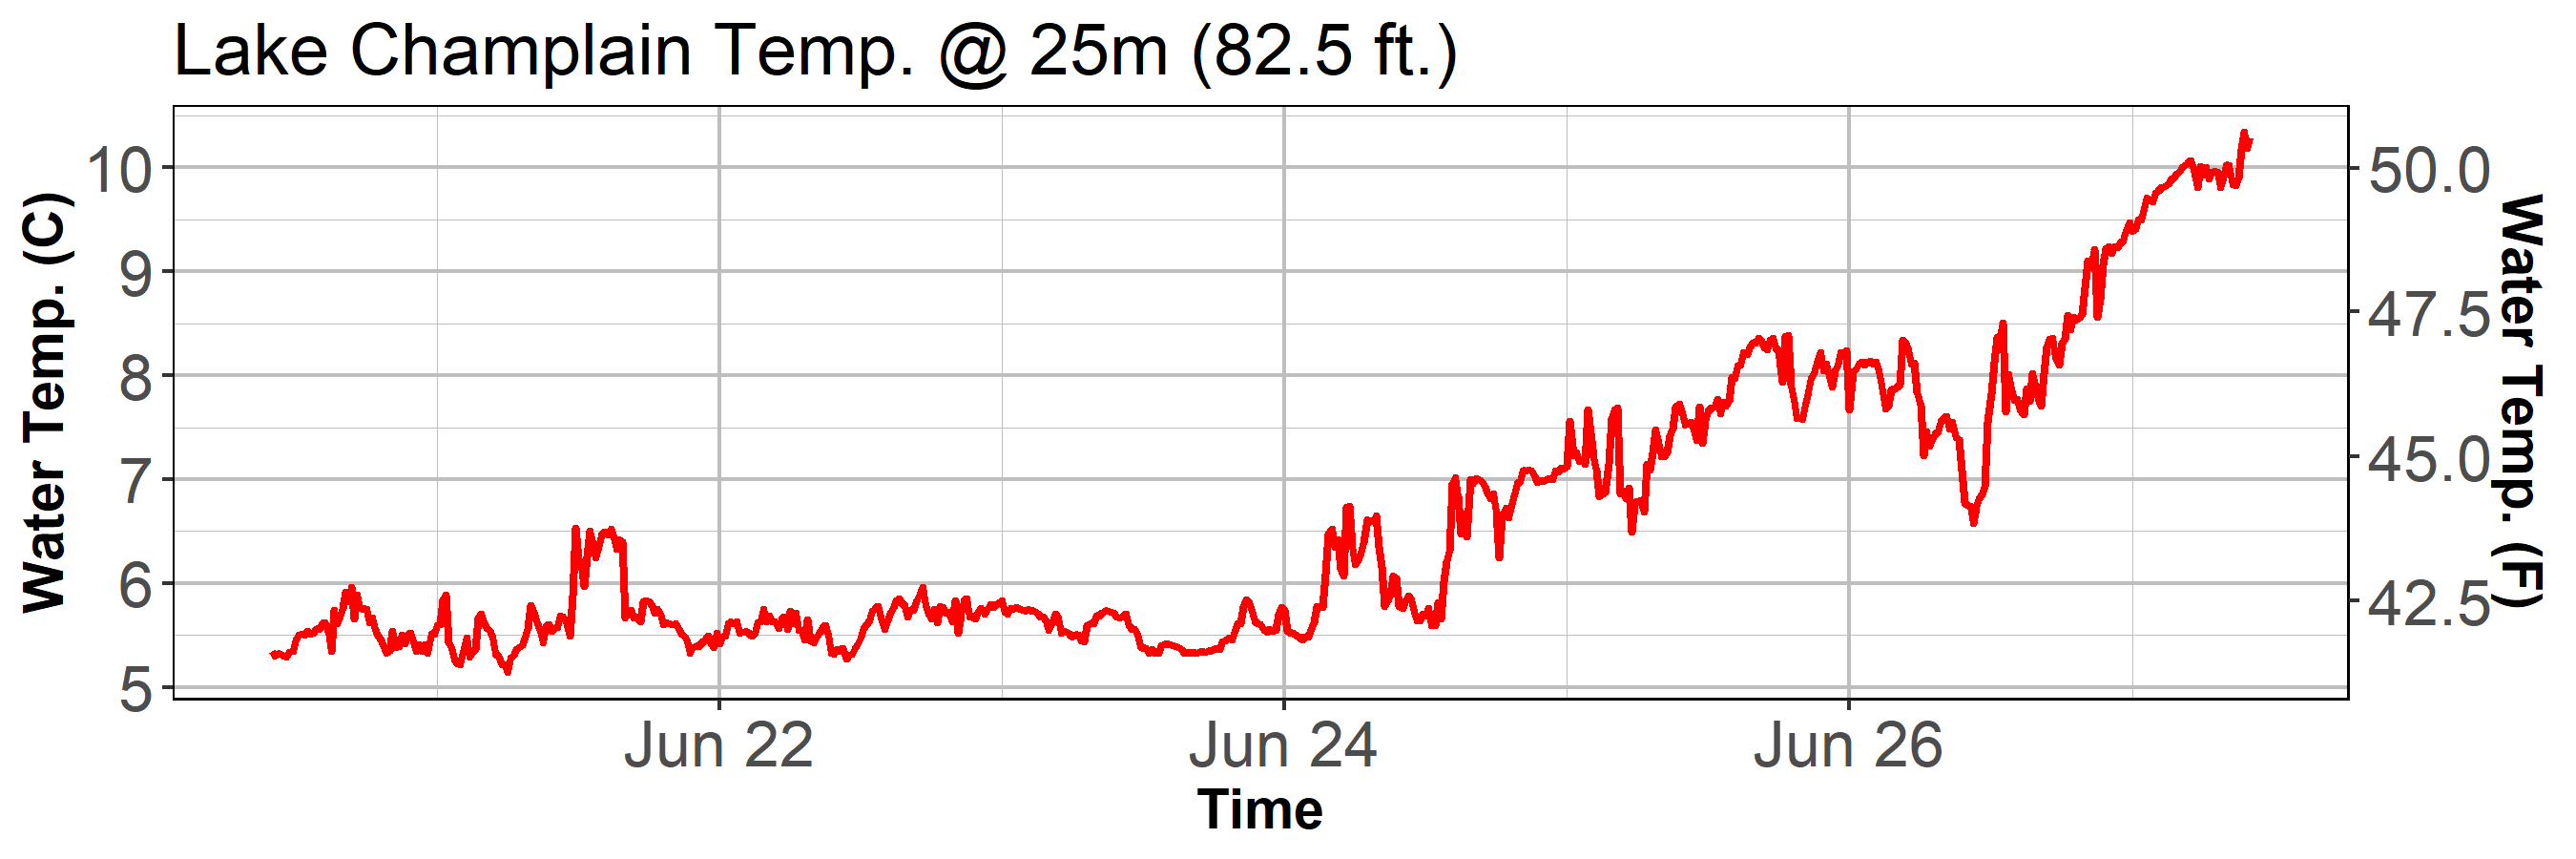 Lake Champlain Temp. @ 25m (82.5 ft.)
Water Temp. (C)
10
9
8
7
6
5
50.0
47.5
45.0
42.5
Water Temp. (F)
Jun 22 Jun 24 Jun 26
Time